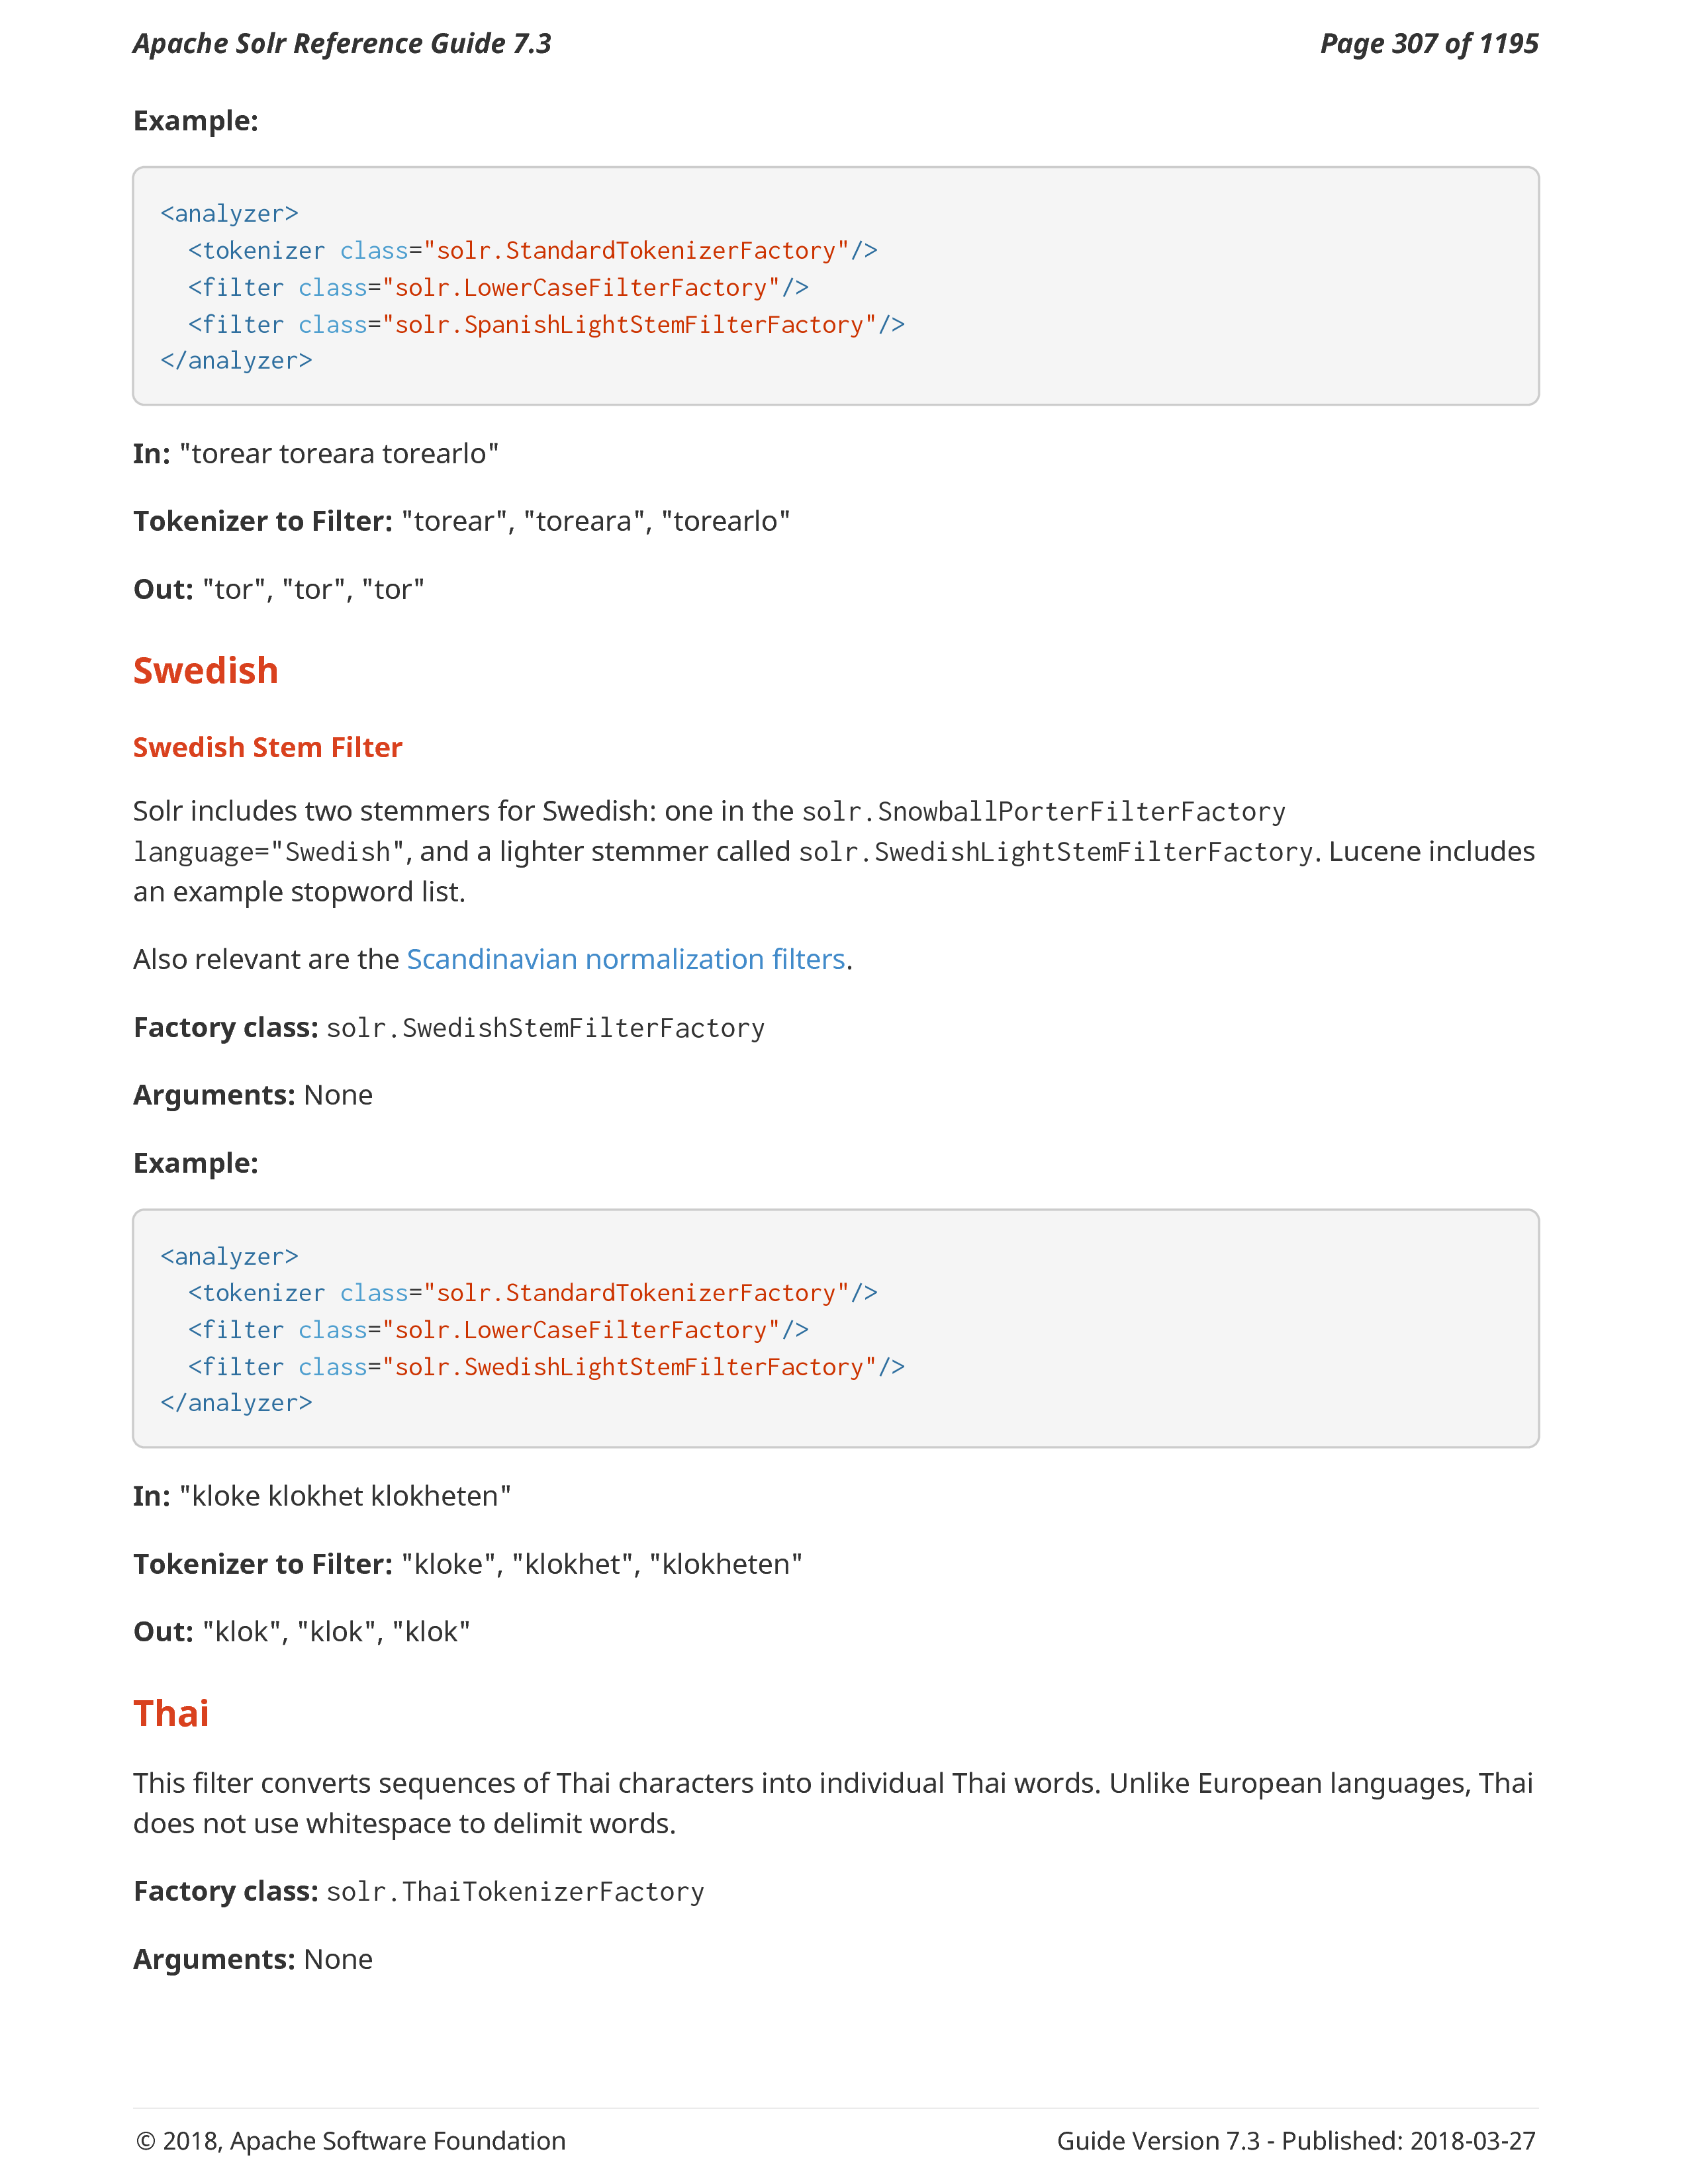 Apache Solr Reference Guide 7.3 Page 307 of 1195
Example:
<analyzer>
  <tokenizer class="solr.StandardTokenizerFactory"/>
  <filter class="solr.LowerCaseFilterFactory"/>
  <filter class="solr.SpanishLightStemFilterFactory"/>
</analyzer>
In: "torear toreara torearlo"
Tokenizer to Filter: "torear", "toreara", "torearlo"
Out: "tor", "tor", "tor"
Swedish
Swedish Stem Filter
Solr includes two stemmers for Swedish: one in the solr.SnowballPorterFilterFactory
language="Swedish", and a lighter stemmer called solr.SwedishLightStemFilterFactory. Lucene includes
an example stopword list.
Also relevant are the Scandinavian normalization filters.
Factory class: solr.SwedishStemFilterFactory
Arguments: None
Example:
<analyzer>
  <tokenizer class="solr.StandardTokenizerFactory"/>
  <filter class="solr.LowerCaseFilterFactory"/>
  <filter class="solr.SwedishLightStemFilterFactory"/>
</analyzer>
In: "kloke klokhet klokheten"
Tokenizer to Filter: "kloke", "klokhet", "klokheten"
Out: "klok", "klok", "klok"
Thai
This filter converts sequences of Thai characters into individual Thai words. Unlike European languages, Thai
does not use whitespace to delimit words.
Factory class: solr.ThaiTokenizerFactory
Arguments: None
© 2018, Apache Software Foundation Guide Version 7.3 - Published: 2018-03-27